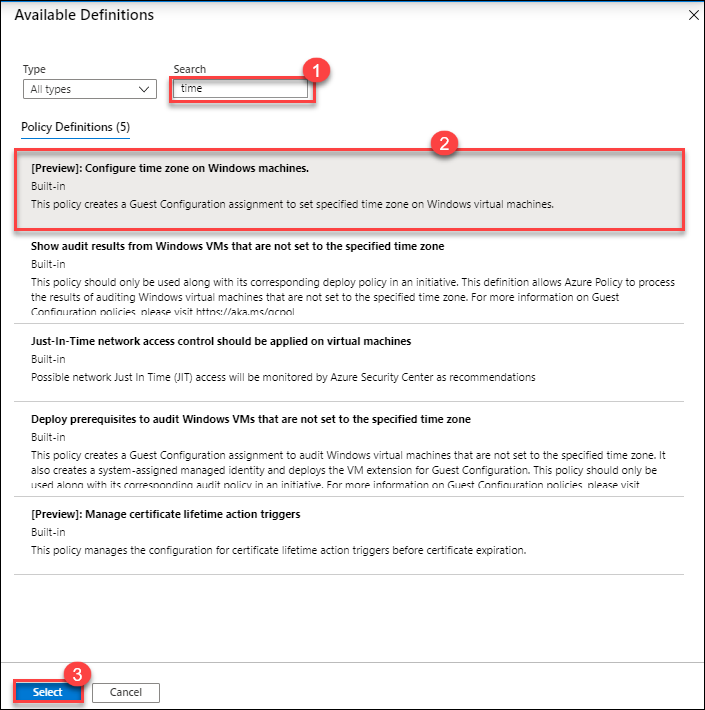 Available Definitions
Type
Search
1
All types
time
Policy Definitions (5)
2
[Preview]: Configure time zone on Windows machines.
Built-in
This policy creates a Guest Configuration assignment to set specified time zone on Windows virtual machines.
Show audit results from Windows VMs that are not set to the specified time zone
Built-in
This policy should only be used along with its corresponding deploy policy in an initiative. This definition allows Azure Policy to process
the results of auditing Windows virtual machines that are not set to the specified time zone. For more information on Guest
Configuration policies, please visit https://aka.ms/gcpol
Just-In-Time network access control should be applied on virtual machines
Built-in
Possible network Just In Time (JIT) access will be monitored by Azure Security Center as recommendations
Deploy prerequisites to audit Windows VMs that are not set to the specified time zone
Built-in
This policy creates a Guest Configuration assignment to audit Windows virtual machines that are not set to the specified time zone. It
also creates a system-assigned managed identity and deploys the VM extension for Guest Configuration. This policy should only be
used along with its corresponding audit policy in an initiative. For more information on Guest Configuration policies, please visit
[Preview]: Manage certificate lifetime action triggers
Built-in
This policy manages the configuration for certificate lifetime action triggers before certificate expiration.
3
Select
Cancel